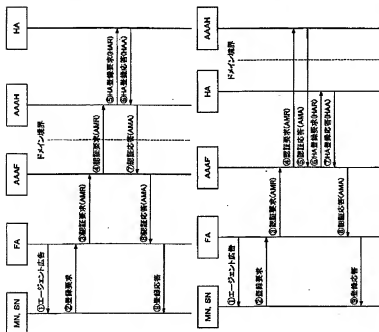 MN, SN
FA
AAAF
AAAH
HA
ドメイン境界
①エージェント広告
②登録要求
③認証要求(AMR)
④認証要求(AMR)
⑤HA登録要求(HAR)
⑥HA登録応答(HAA)
⑦認証応答(AMA)
⑧認証応答(AMA)
⑨登録応答
MN, SN
FA
AAAF
HA
AAAH
ドメイン境界
①エージェント広告
②登録要求
③認証要求(AMR)
④認証要求(AMR)
⑤認証応答(AMA)
⑥HA登録要求(HAR)
⑦HA登録応答(HAA)
⑧認証応答(AMA)
⑨登録応答